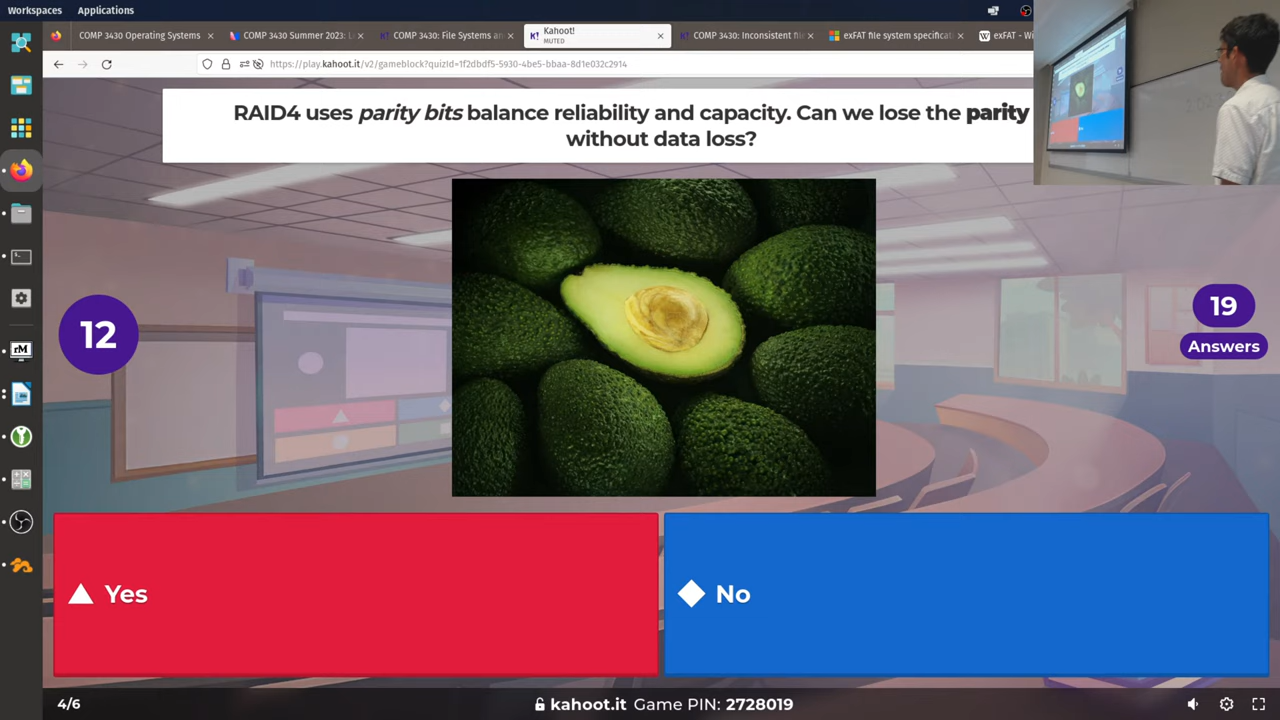 Workspaces Applications
COMP 3430 Operating Systems
COMP 3430 Summer 2023: L
COMP 3430: File Systems an
Kahoot!
MUTED
COMP 3430: Inconsistent fil
exFAT file system specificati
exFAT - Wi
https://play.kahoot.it/v2/gameblock?quizId=1f2dbdf5-5930-4be5-bbaa-8d1e032c2914
RAID4 uses parity bits balance reliability and capacity. Can we lose the parity
without data loss?
12
19
Answers
Yes
No
4/6
kahoot.it Game PIN: 2728019